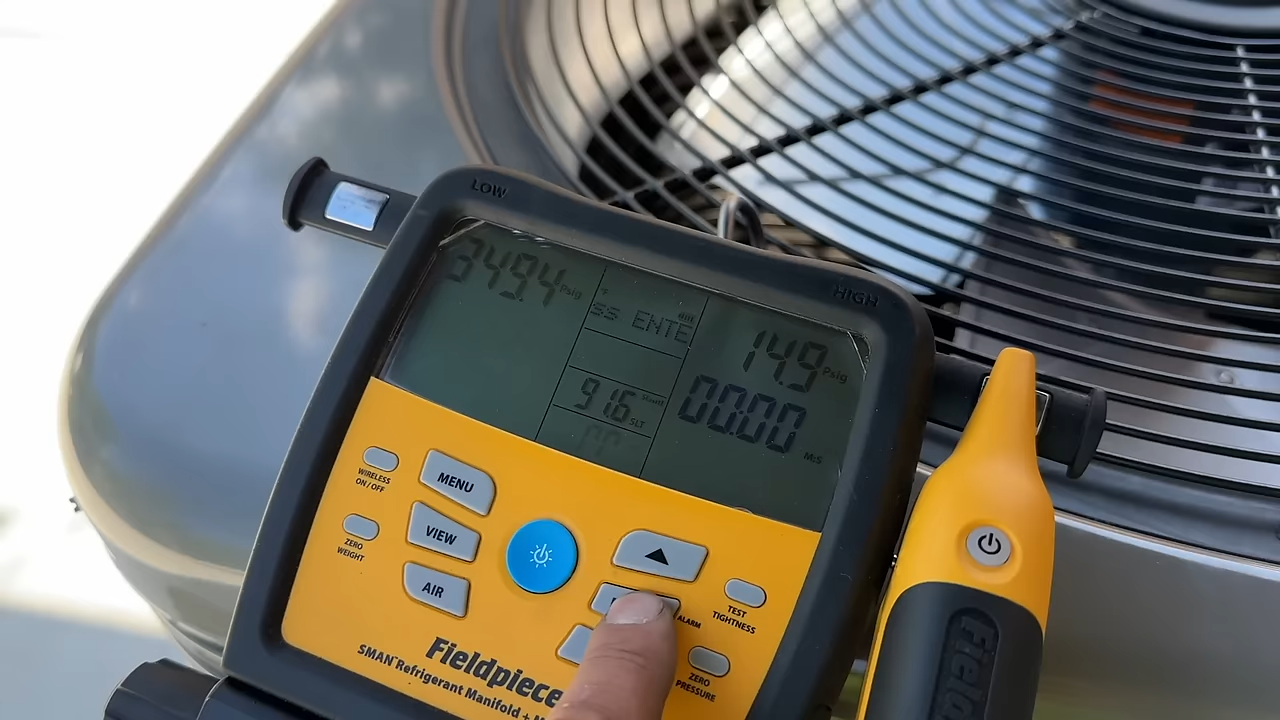 LOW
HIGH
349.4 Psig
°F
SS ENTE
14.9 Psig
91.6 SLT
00:00 M:S
MENU
WIRELESS
ON / OFF
VIEW
ZERO
WEIGHT
AIR
TEST
TIGHTNESS
ALARM
ZERO
PRESSURE
Fieldpiece
SMAN™ Refrigerant Manifold +